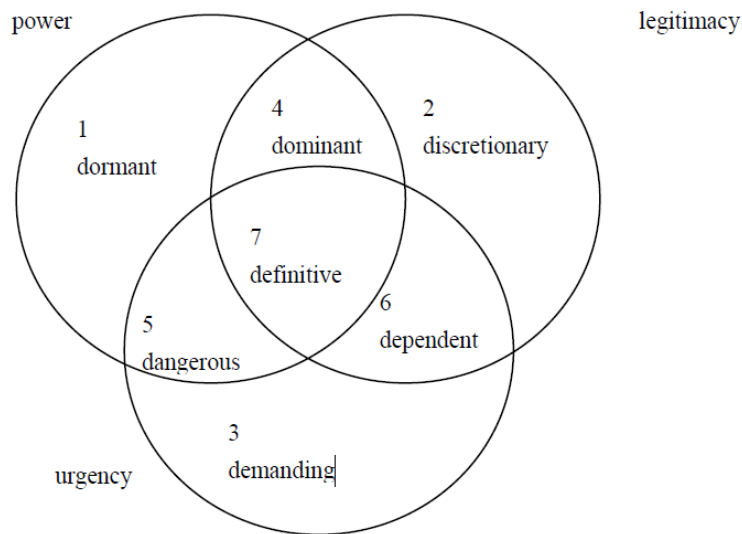 power
legitimacy
1
dormant
4
dominant
2
discretionary
7
definitive
5
dangerous
6
dependent
3
demanding
urgency